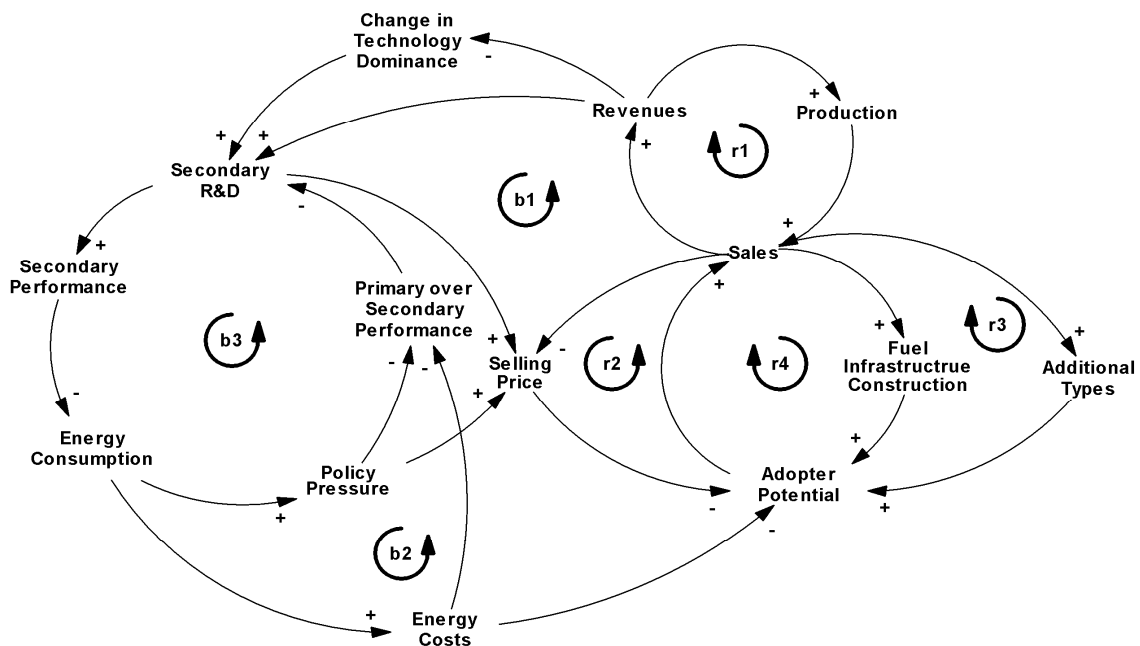 Change in
Technology
Dominance
-
Revenues
+
Production
+
+
+
r1
Secondary
R&D
-
b1
+
Sales
+
+
Secondary
Performance
Primary over
Secondary
Performance
b3
+
-
Selling
Price
r2
r4
+
Fuel
Infrastructrue
Construction
r3
+
Additional
Types
-
-
+
-
Energy
Consumption
+
Policy
Pressure
+
Adopter
Potential
-
+
-
b2
+
Energy
Costs